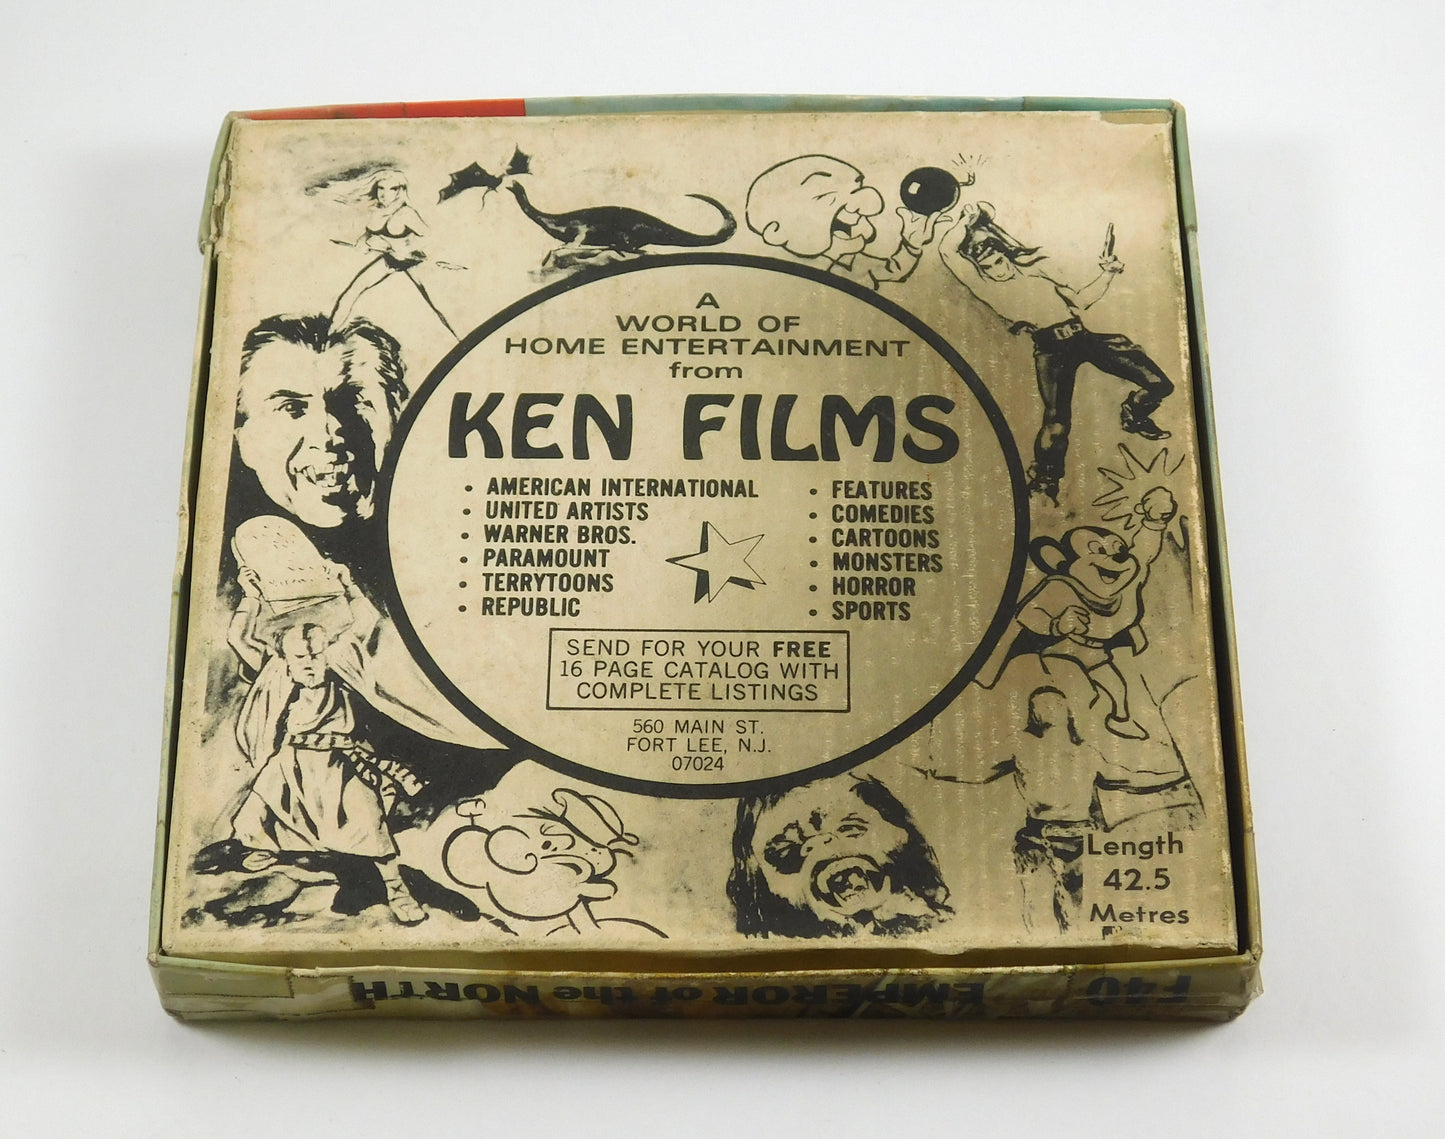 A
WORLD OF
HOME ENTERTAINMENT
from
KEN FILMS
• AMERICAN INTERNATIONAL
• UNITED ARTISTS
• WARNER BROS.
• PARAMOUNT
• TERRYTOONS
• REPUBLIC
• FEATURES
• COMEDIES
• CARTOONS
• MONSTERS
• HORROR
• SPORTS
SEND FOR YOUR FREE
16 PAGE CATALOG WITH
COMPLETE LISTINGS
560 MAIN ST.
FORT LEE, N.J.
07024
Length
42.5
Metres
F40 EMPEROR of the NORTH